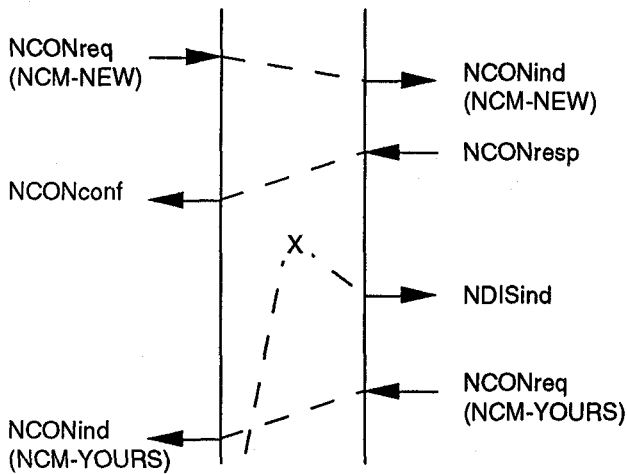 NCONreq
(NCM-NEW)
NCONind
(NCM-NEW)
NCONresp
NCONconf
X
NDISind
NCONreq
(NCM-YOURS)
NCONind
(NCM-YOURS)